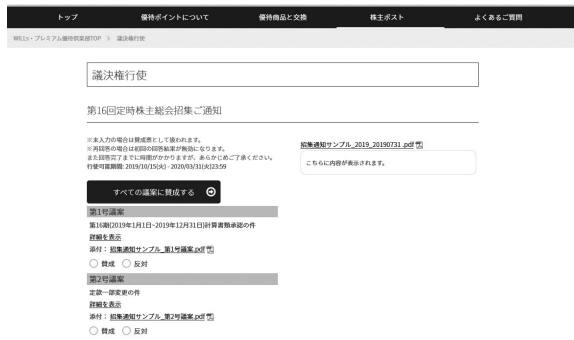 トップ
優待ポイントについて
優待商品と交換
株主ポスト
よくあるご質問
WILLs・プレミアム優待倶楽部TOP > 議決権行使
議決権行使
第16回定時株主総会招集ご通知
※未入力の場合は賛成票として扱われます。
※再回答の場合は初回の回答結果が無効になります。
また回答完了までに時間がかかりますが、あらかじめご了承ください。
行使可能期間: 2019/10/15(火) - 2020/03/31(火)23:59
招集通知サンプル_2019_20190731 .pdf
こちらに内容が表示されます。
すべての議案に賛成する
第1号議案
第16期(2019年1月1日~2019年12月31日)計算書類承認の件
詳細を表示
添付： 招集通知サンプル_第1号議案.pdf
賛成 反対
第2号議案
定款一部変更の件
詳細を表示
添付： 招集通知サンプル_第2号議案.pdf
賛成 反対